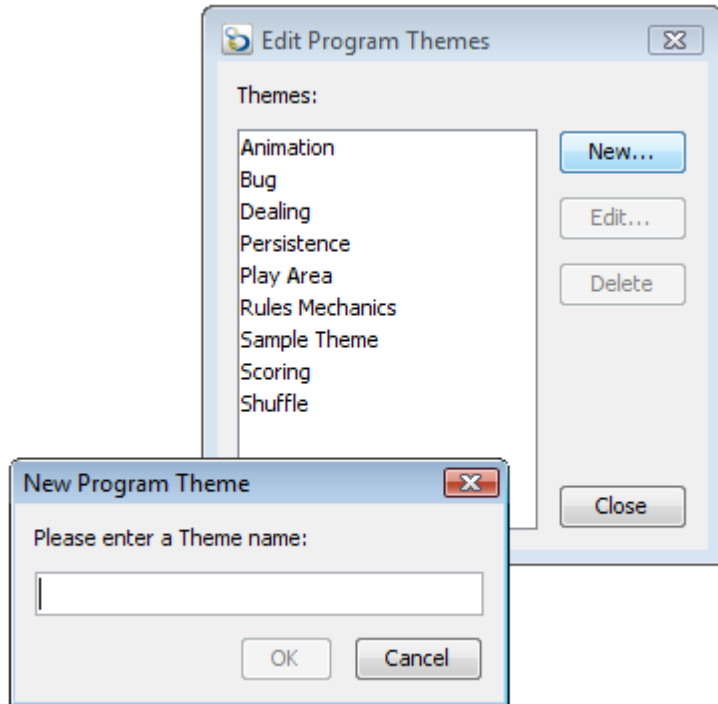 Edit Program Themes
Themes:
Animation
Bug
Dealing
Persistence
Play Area
Rules Mechanics
Sample Theme
Scoring
Shuffle
New...
Edit...
Delete
Close
New Program Theme
Please enter a Theme name:
OK
Cancel